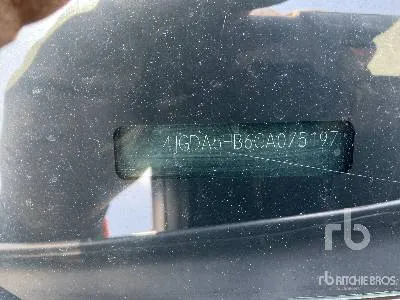 4JGDA5HB6CA075197
rb
RITCHIE BROS.